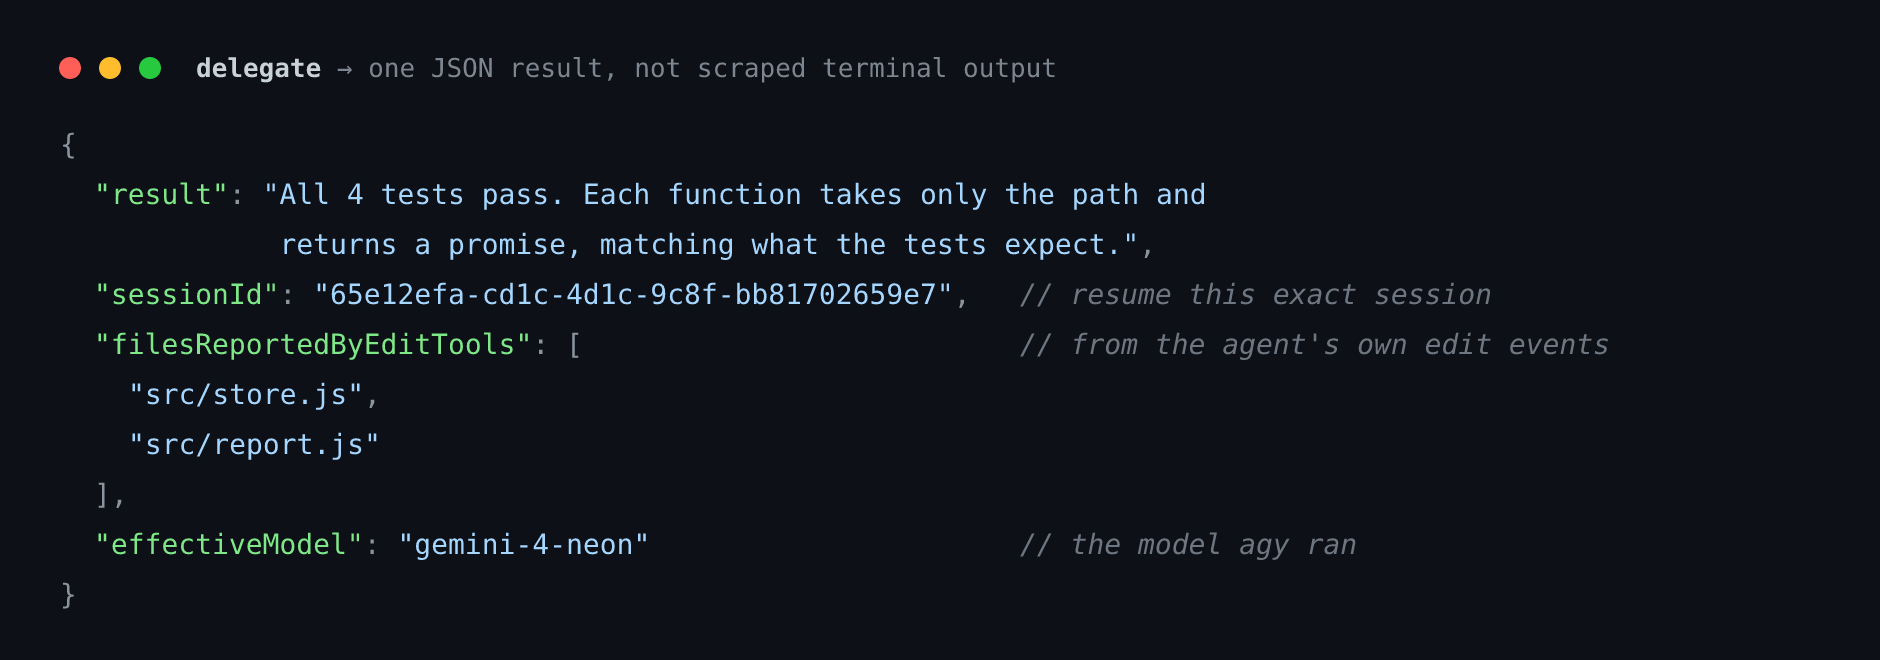 delegate → one JSON result, not scraped terminal output
{
"result": "All 4 tests pass. Each function takes only the path and
returns a promise, matching what the tests expect.",
"sessionId": "65e12efa-cd1c-4d1c-9c8f-bb81702659e7", // resume this exact session
"filesReportedByEditTools": [ // from the agent's own edit events
"src/store.js",
"src/report.js"
],
"effectiveModel": "gemini-4-neon" // the model agy ran
}